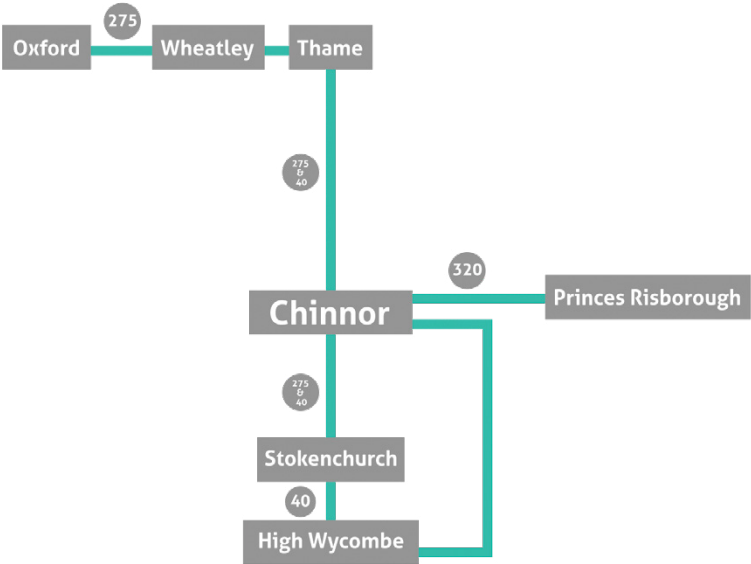 275
Oxford
Wheatley
Thame
275
&
40
320
Princes Risborough
Chinnor
275
&
40
Stokenchurch
40
High Wycombe